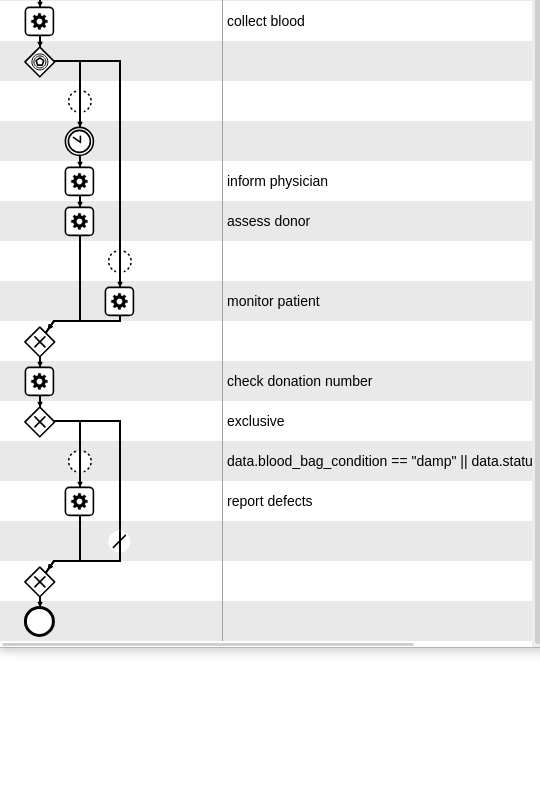 collect blood
inform physician
assess donor
monitor patient
check donation number
exclusive
data.blood_bag_condition == "damp" || data.statu
report defects